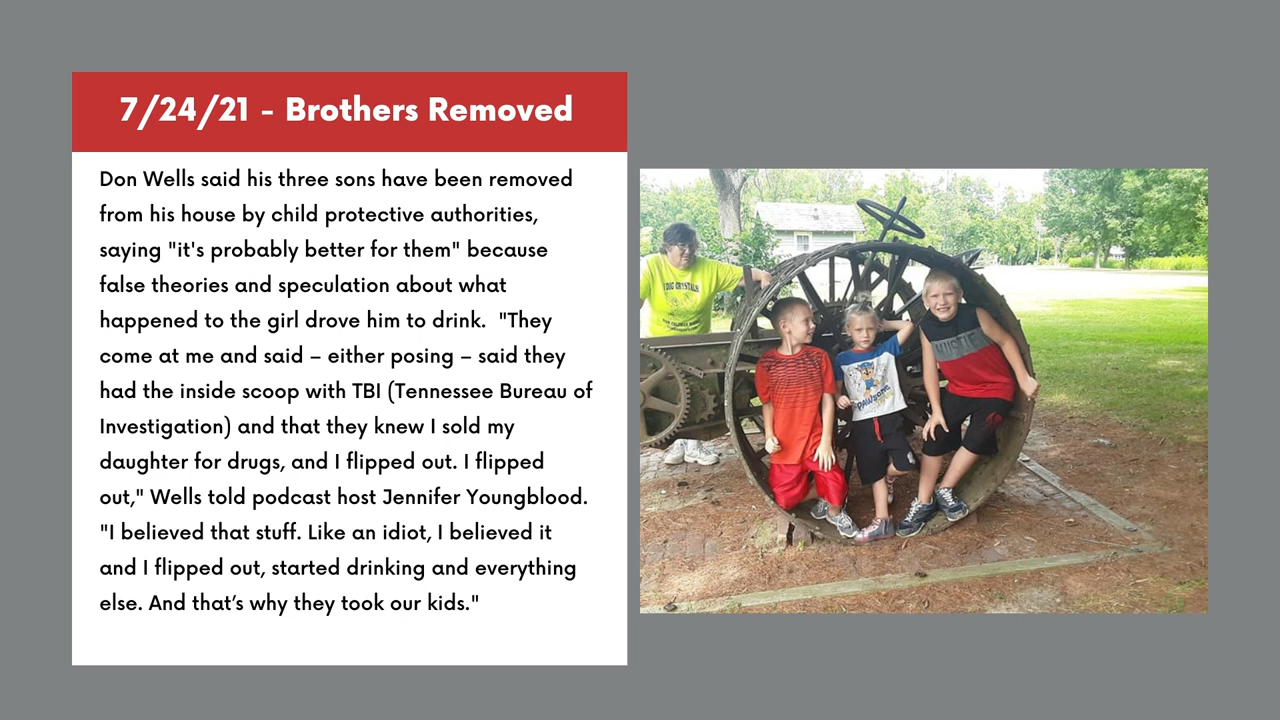 7/24/21 - Brothers Removed
Don Wells said his three sons have been removed
from his house by child protective authorities,
saying "it's probably better for them" because
false theories and speculation about what
happened to the girl drove him to drink.  "They
come at me and said – either posing – said they
had the inside scoop with TBI (Tennessee Bureau of
Investigation) and that they knew I sold my
daughter for drugs, and I flipped out. I flipped
out," Wells told podcast host Jennifer Youngblood.
"I believed that stuff. Like an idiot, I believed it
and I flipped out, started drinking and everything
else. And that’s why they took our kids."
I DIG CRYSTALS
PAWsome